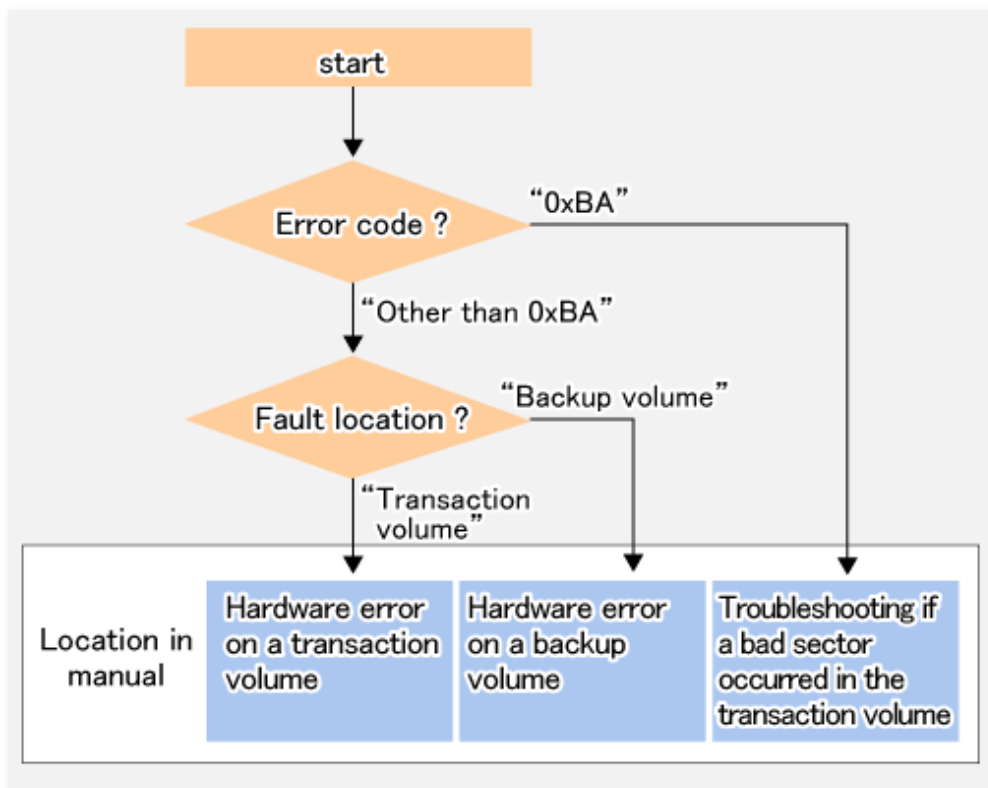 start
Error code ?
“0xBA”
“Other than 0xBA”
Fault location ?
“Backup volume”
“Transaction
volume”
Location in
manual
Hardware error
on a transaction
volume
Hardware error
on a backup
volume
Troubleshooting if
a bad sector
occurred in the
transaction volume